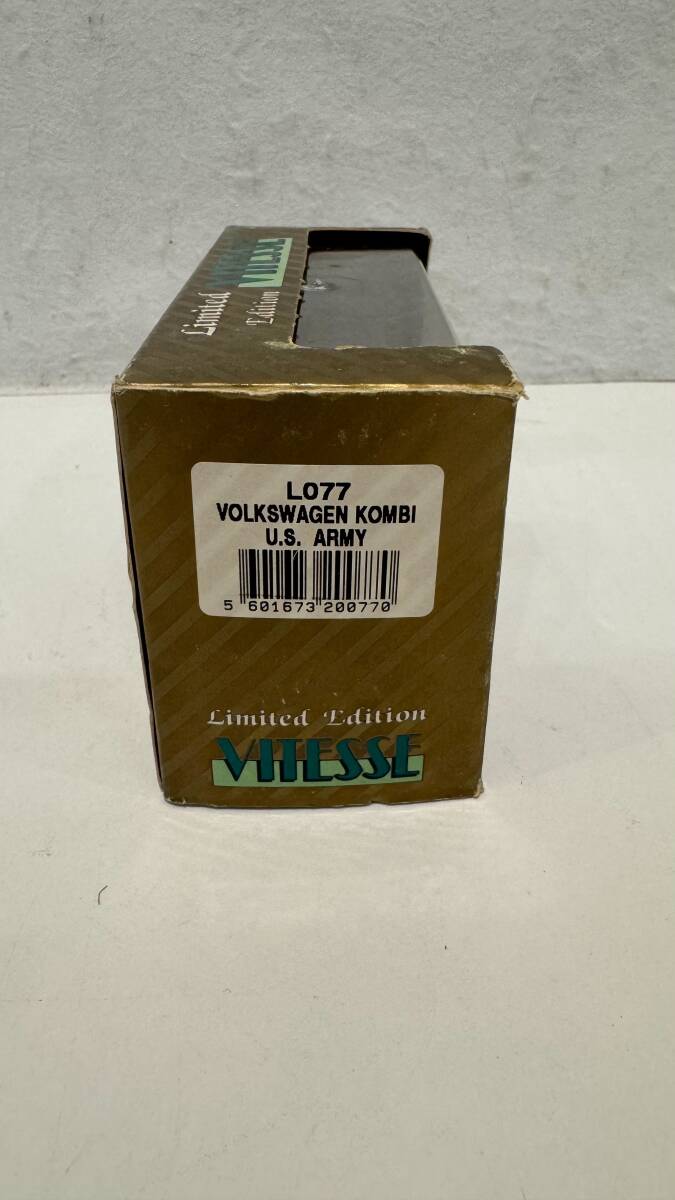 Limited
Edition
VITESSE
L077
VOLKSWAGEN KOMBI
U.S. ARMY
5 601673 200770
Limited Edition
VITESSE